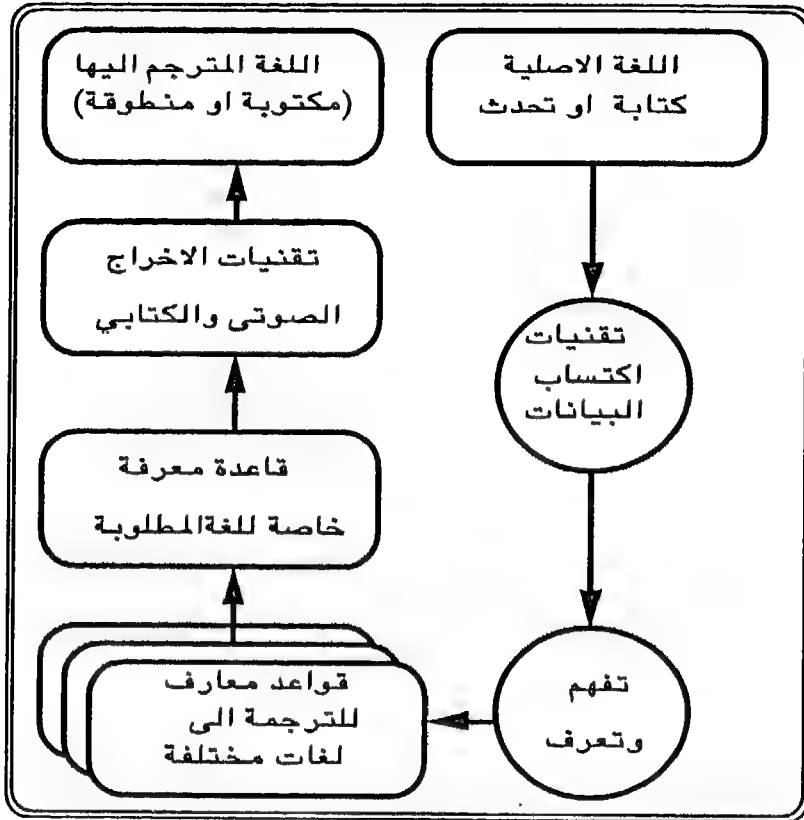 اللغة الاصلية
كتابة او تحدث
تقنيات
اكتساب
البيانات
تفهم
وتعرف
قواعد معارف
للترجمة الى
لغات مختلفة
قاعدة معرفة
خاصة للغةالمطلوبة
تقنيات الاخراج
الصوتى والكتابي
اللغة المترجم اليها
(مكتوبة او منطوقة)